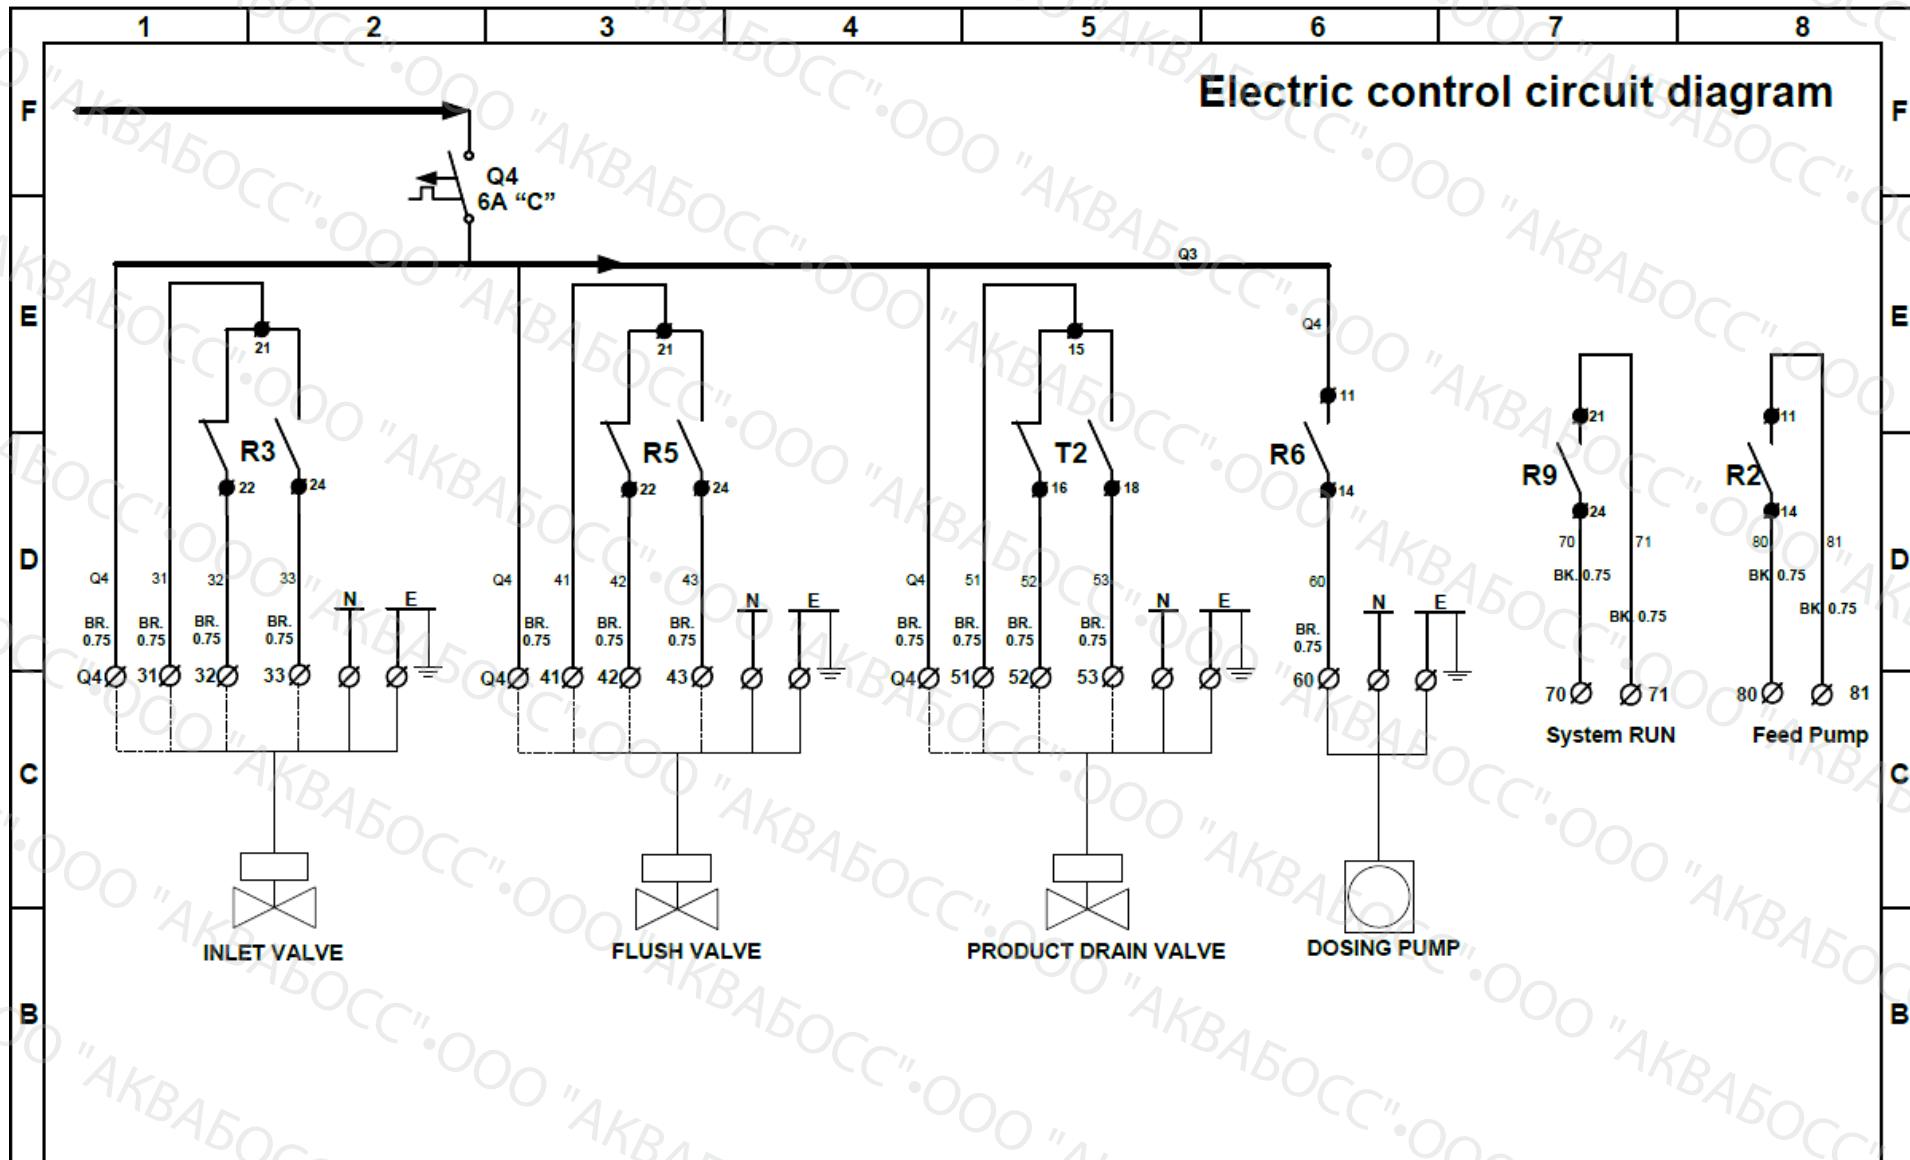 1 2 3 4 5 6 7 8
Electric control circuit diagram
F F
Q4
6A “C”
Q3
E E
Q4
21 21 15 11
21 11
R3 R5 T2 R6 R9 R2
22 24 22 24 16 18 14
24 14
70 71 80 81
D D
Q4 31 32 33 Q4 41 42 43 Q4 51 52 53 60
BK. 0.75 BK. 0.75
N E N E N E N E
BK. 0.75 BK. 0.75
BR. BR. BR. BR. BR. BR. BR. BR. BR. BR. BR. BR.
0.75 0.75 0.75 0.75 0.75 0.75 0.75 0.75 0.75 0.75 0.75 0.75
Q4 31 32 33 Q4 41 42 43 Q4 51 52 53 60
70 71 80 81
System RUN Feed Pump
C C
INLET VALVE FLUSH VALVE PRODUCT DRAIN VALVE DOSING PUMP
B B
ООО "АКВАБОСС"•ООО "АКВАБОСС"•ООО "АКВАБОСС"•ООО "АКВАБОСС"